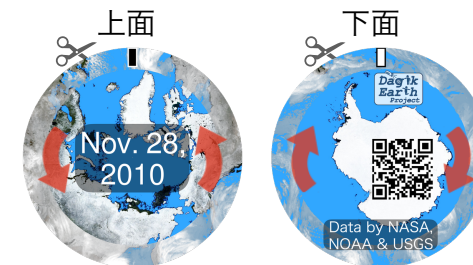 上面
Nov. 28,
2010
下面
Dagik
Earth
Project
Data by NASA,
NOAA & USGS